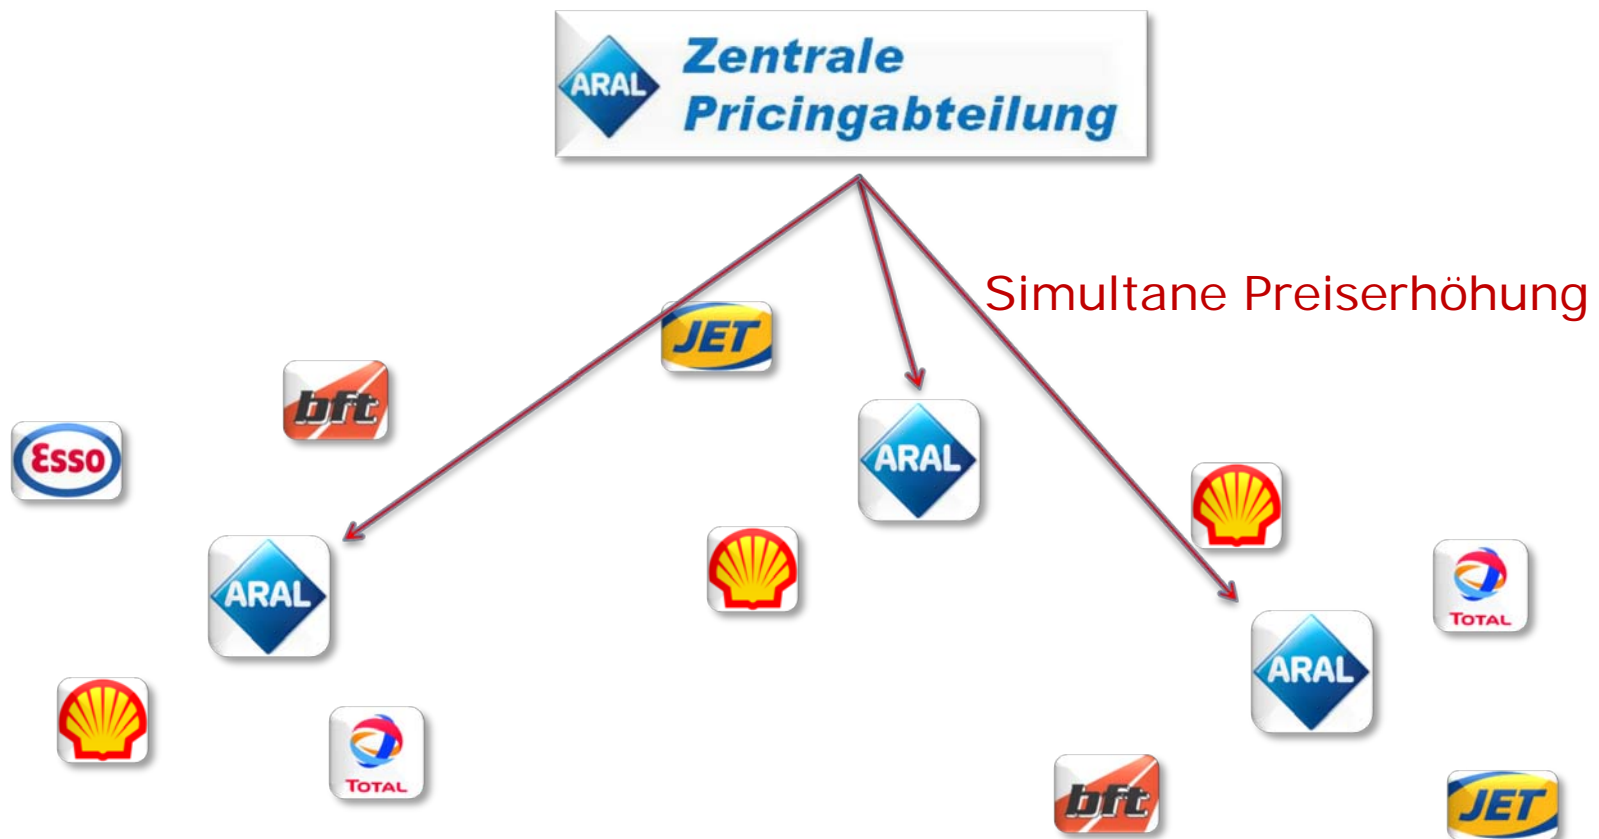 ARAL
Zentrale
Pricingabteilung
Simultane Preiserhöhung
JET
bft
Esso
ARAL
ARAL
TOTAL
ARAL
TOTAL
bft
JET